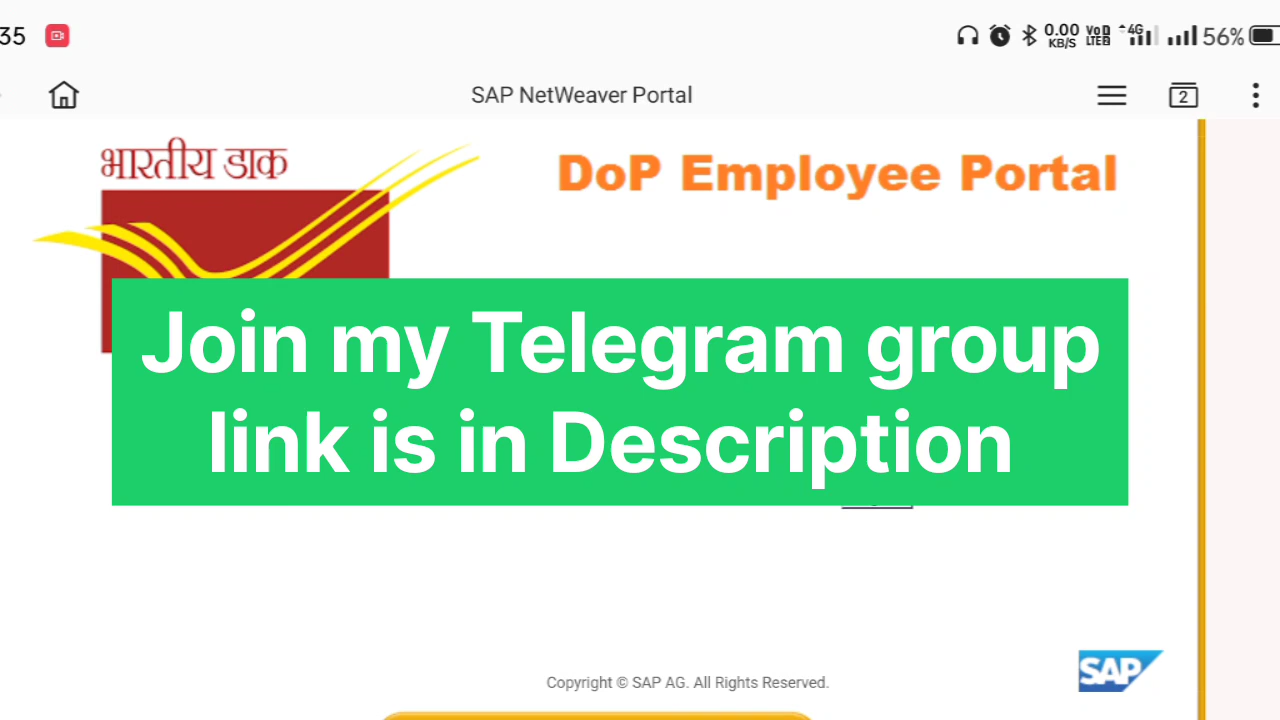 35
0.00
KB/S
VoD
LTE2
4G
56%
SAP NetWeaver Portal
2
भारतीय डाक
DoP Employee Portal
Join my Telegram group
link is in Description
SAP
Copyright © SAP AG. All Rights Reserved.